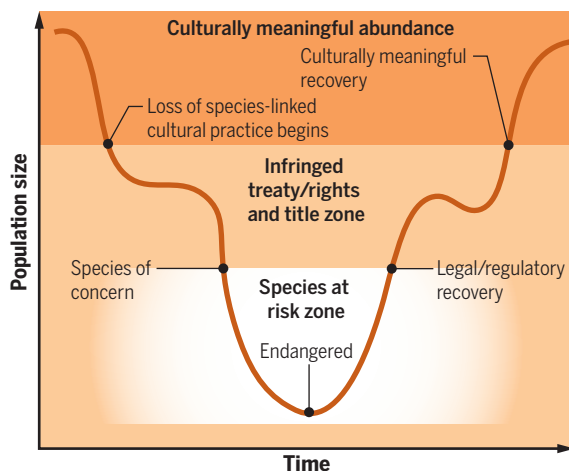 Culturally meaningful abundance
Culturally meaningful
recovery
Loss of species-linked
cultural practice begins
Infringed
treaty/rights
and title zone
Population size
Species of
concern
Species at
risk zone
Legal/regulatory
recovery
Endangered
Time